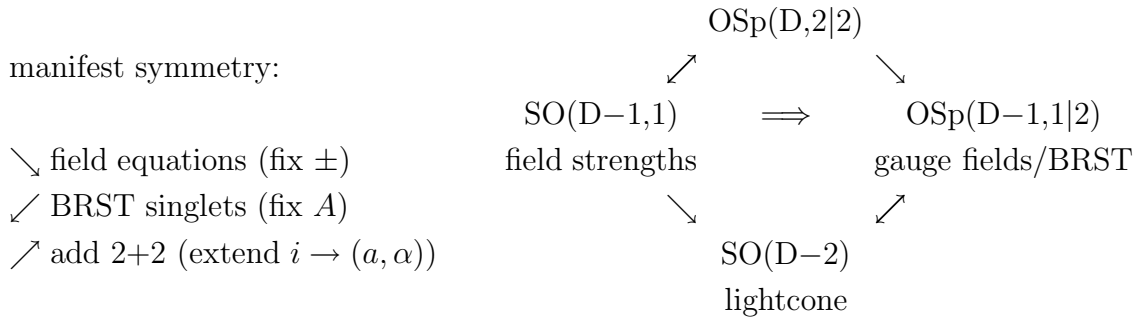 OSp(D,2|2)
manifest symmetry:
↙↗ ↘
SO(D−1,1) ⟹ OSp(D−1,1|2)
↘ field equations (fix ±) field strengths gauge fields/BRST
↙ BRST singlets (fix A) ↘ ↙↗
↗ add 2+2 (extend i → (a, α)) SO(D−2)
lightcone